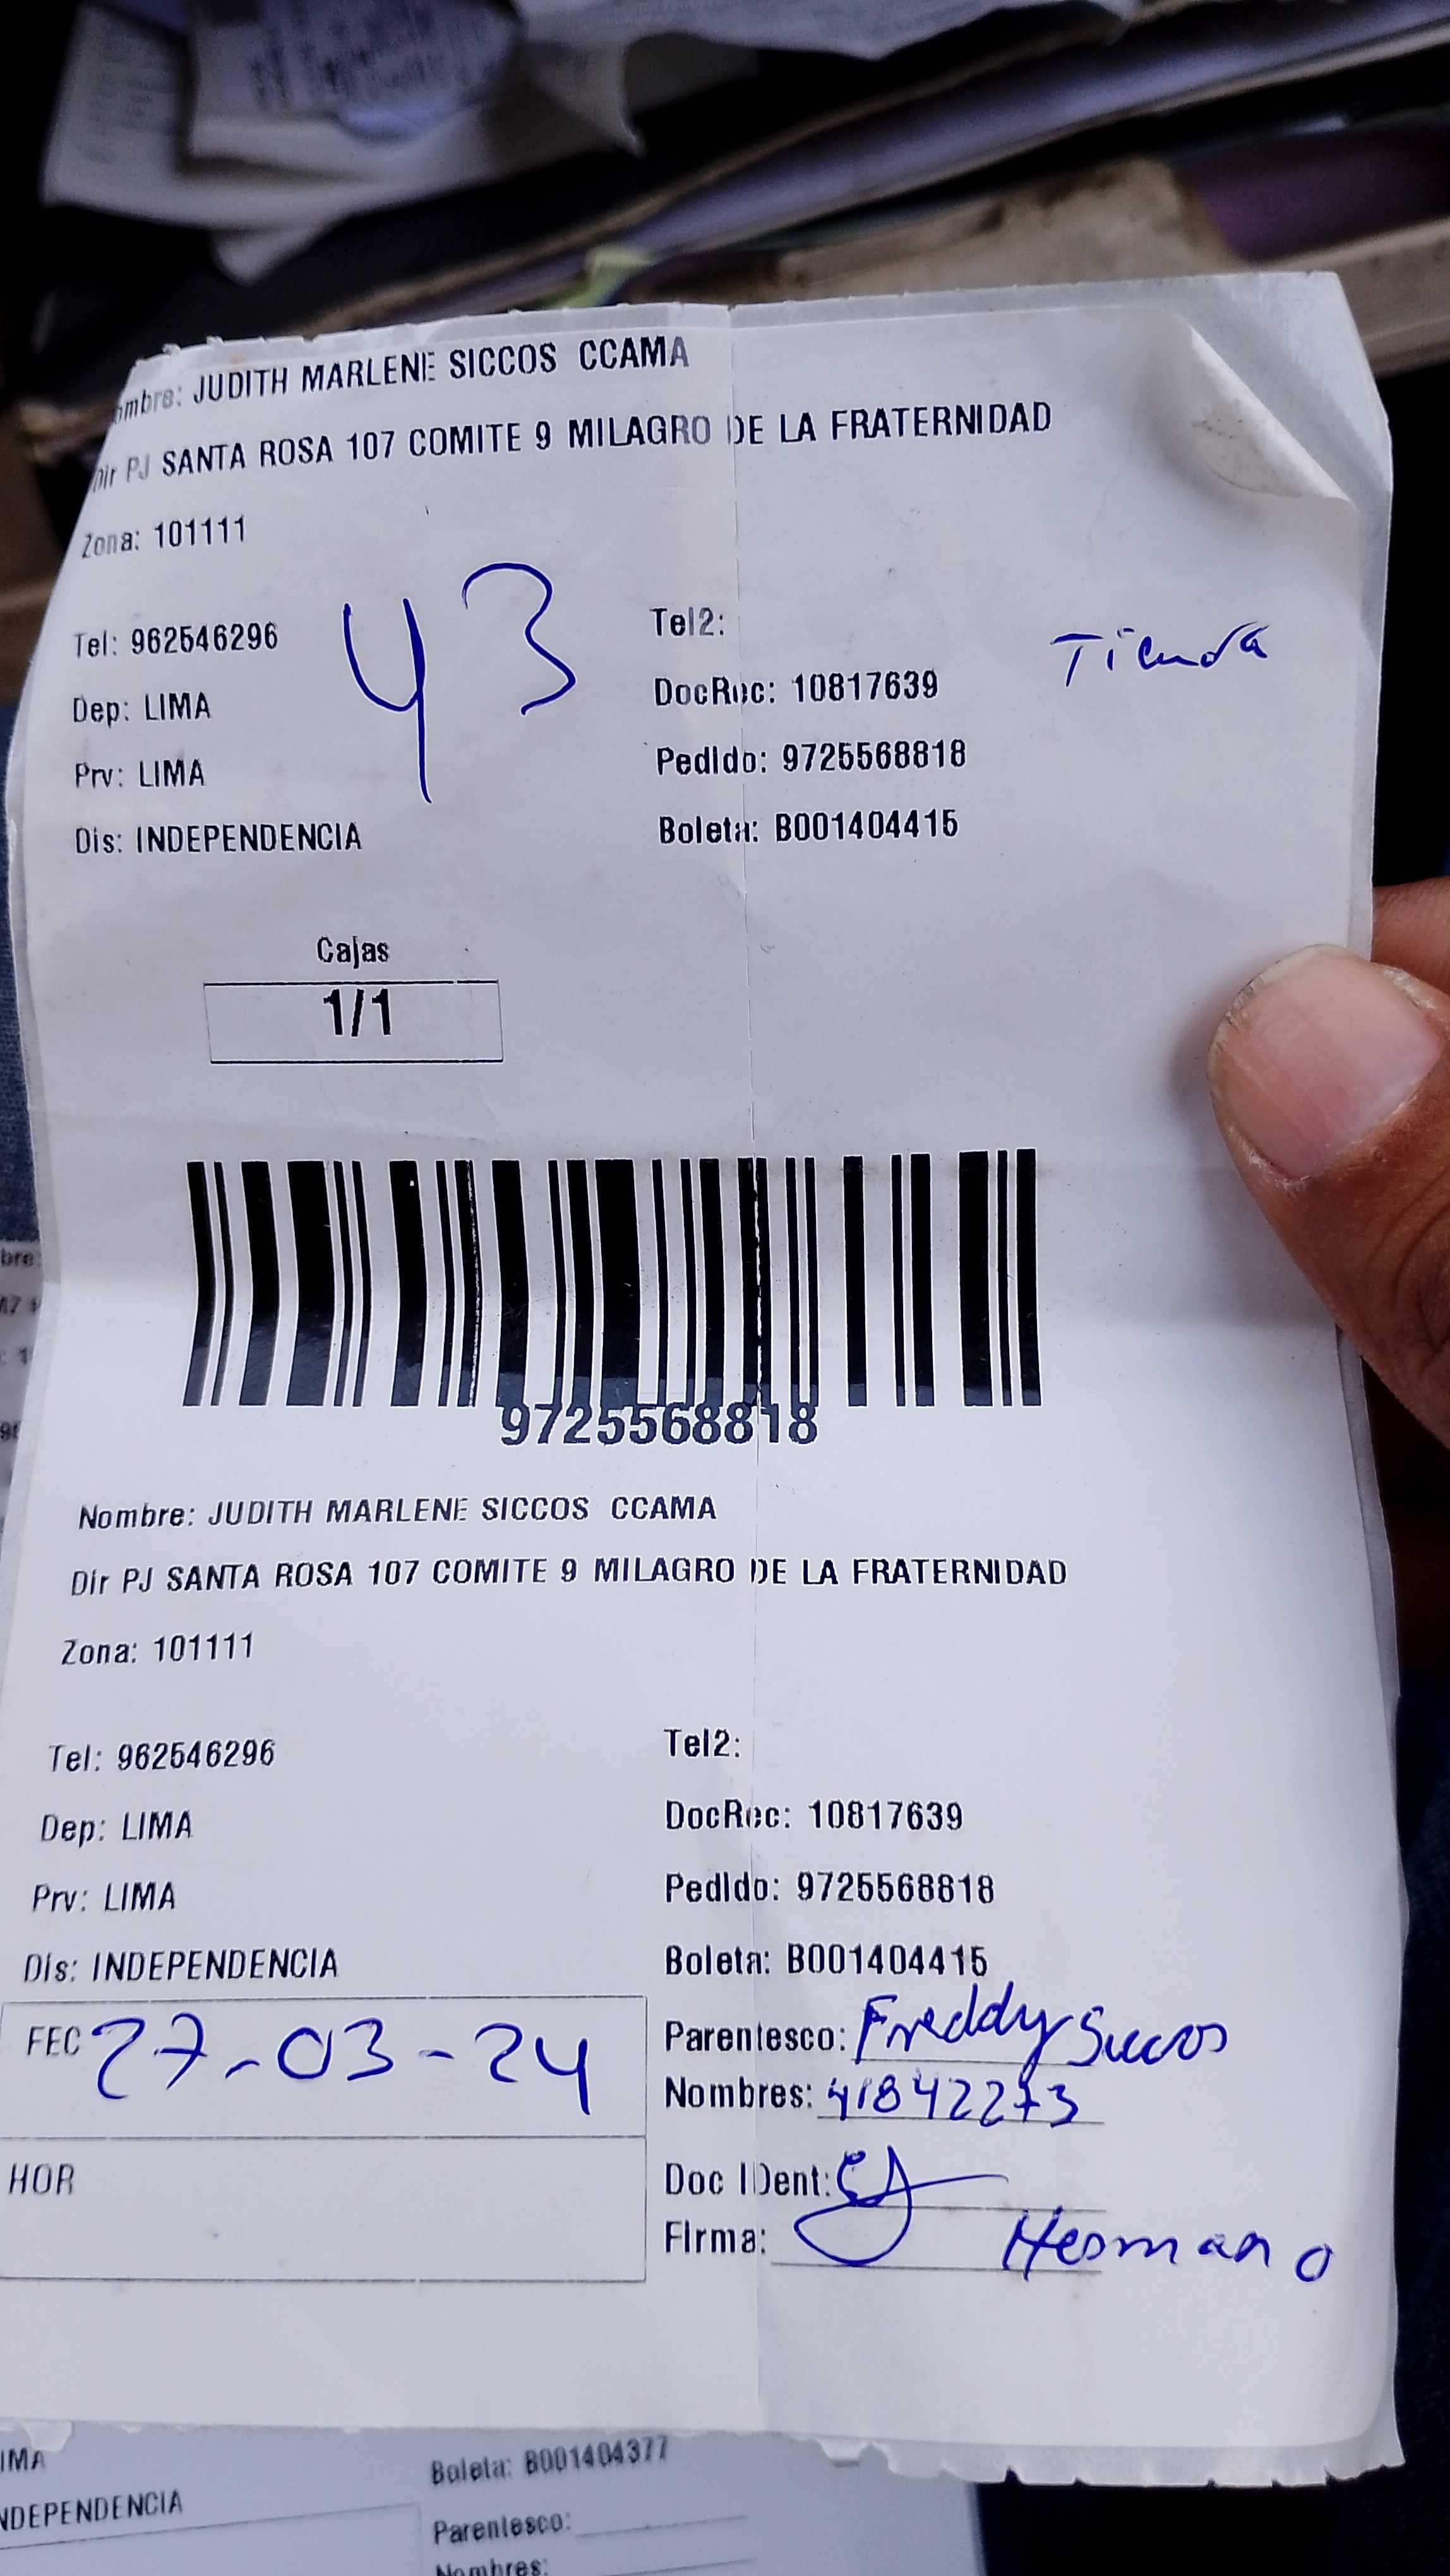 ombre: JUDITH MARLENE SICCOS CCAMA
Dir PJ SANTA ROSA 107 COMITE 9 MILAGRO DE LA FRATERNIDAD
Zona: 101111
43
Tel: 962546296
Tel2:
Tienda
Dep: LIMA
DocRec: 10817639
Prv: LIMA
Pedido: 9725568818
Dis: INDEPENDENCIA
Boleta: B001404415
Cajas
1/1
9725568818
Nombre: JUDITH MARLENE SICCOS CCAMA
Dir PJ SANTA ROSA 107 COMITE 9 MILAGRO DE LA FRATERNIDAD
Zona: 101111
Tel: 962546296
Tel2:
Dep: LIMA
DocRec: 10817639
Prv: LIMA
Pedido: 9725568818
Dis: INDEPENDENCIA
Boleta: B001404415
FEC 27-03-24
Parentesco: Freddy Siccos
Nombres: 41842273
HOR
Doc IDent:
Firma: Hermano
IMA
Boleta: B001404377
NDEPENDENCIA
Parentesco:
Nombres: